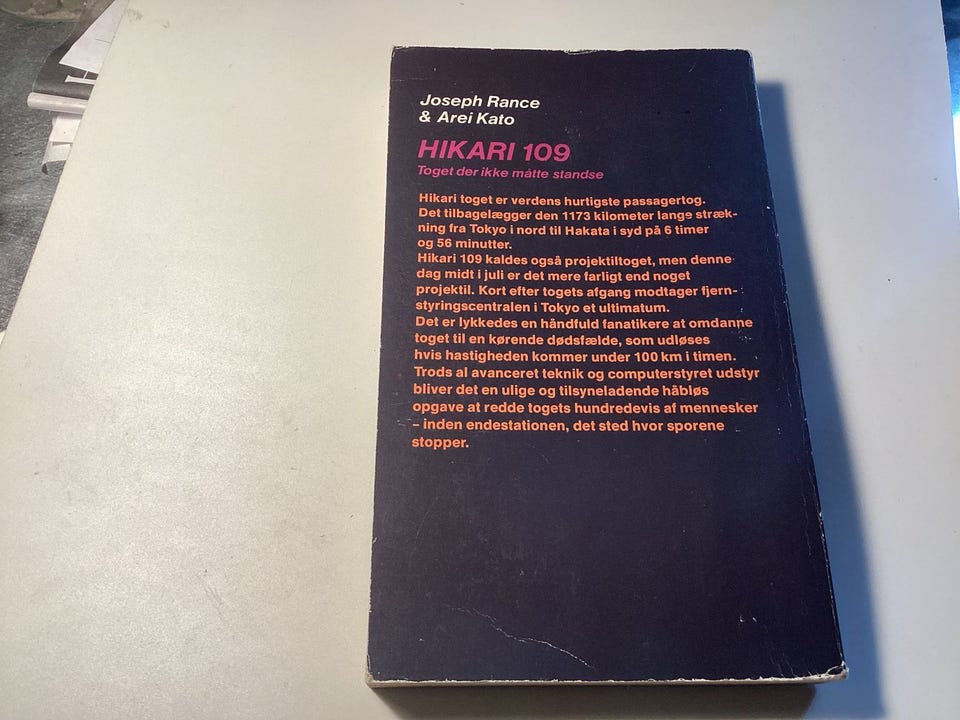 Joseph Rance
& Arei Kato
HIKARI 109
Toget der ikke måtte standse
Hikari toget er verdens hurtigste passagertog.
Det tilbagelægger den 1173 kilometer lange stræk-
ning fra Tokyo i nord til Hakata i syd på 6 timer
og 56 minutter.
Hikari 109 kaldes også projektiltoget, men denne
dag midt i juli er det mere farligt end noget
projektil. Kort efter togets afgang modtager fjern-
styringscentralen i Tokyo et ultimatum.
Det er lykkedes en håndfuld fanatikere at omdanne
toget til en kørende dødsfælde, som udløses
hvis hastigheden kommer under 100 km i timen.
Trods al avanceret teknik og computerstyret udstyr
bliver det en ulige og tilsyneladende håbløs
opgave at redde togets hundredevis af mennesker
– inden endestationen, det sted hvor sporene
stopper.